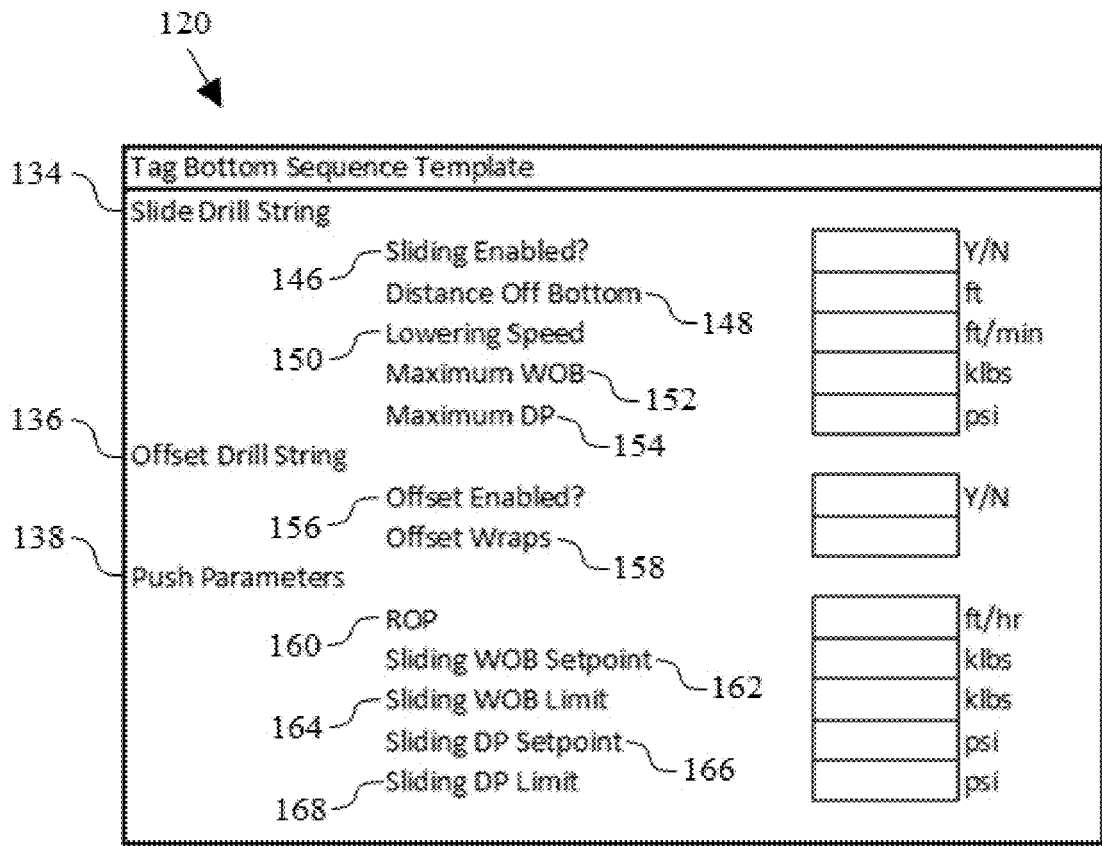 120
Tag Bottom Sequence Template
134
Slide Drill String
146 Sliding Enabled? Y/N
Distance Off Bottom 148 ft
150 Lowering Speed ft/min
Maximum WOB 152 klbs
Maximum DP 154 psi
136
Offset Drill String
156 Offset Enabled? Y/N
Offset Wraps 158
138
Push Parameters
160 ROP ft/hr
Sliding WOB Setpoint 162 klbs
164 Sliding WOB Limit klbs
Sliding DP Setpoint 166 psi
168 Sliding DP Limit psi